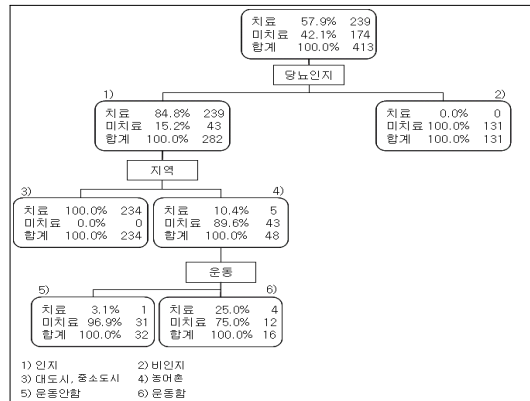 치료 57.9% 239
미치료 42.1% 174
합계 100.0% 413
당뇨인지
1)
치료 84.8% 239
미치료 15.2% 43
합계 100.0% 282
2)
치료 0.0% 0
미치료 100.0% 131
합계 100.0% 131
지역
3)
치료 100.0% 234
미치료 0.0% 0
합계 100.0% 234
4)
치료 10.4% 5
미치료 89.6% 43
합계 100.0% 48
운동
5)
치료 3.1% 1
미치료 96.9% 31
합계 100.0% 32
6)
치료 25.0% 4
미치료 75.0% 12
합계 100.0% 16
1) 인지 2) 비인지
3) 대도시, 중소도시 4) 농어촌
5) 운동안함 6) 운동함